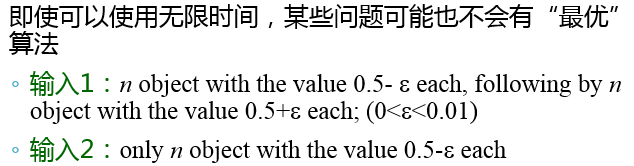 即使可以使用无限时间，某些问题可能也不会有“最优”
算法
◦ 输入1：n object with the value 0.5- ε each, following by n
object with the value 0.5+ε each; (0<ε<0.01)
◦ 输入2：only n object with the value 0.5-ε each